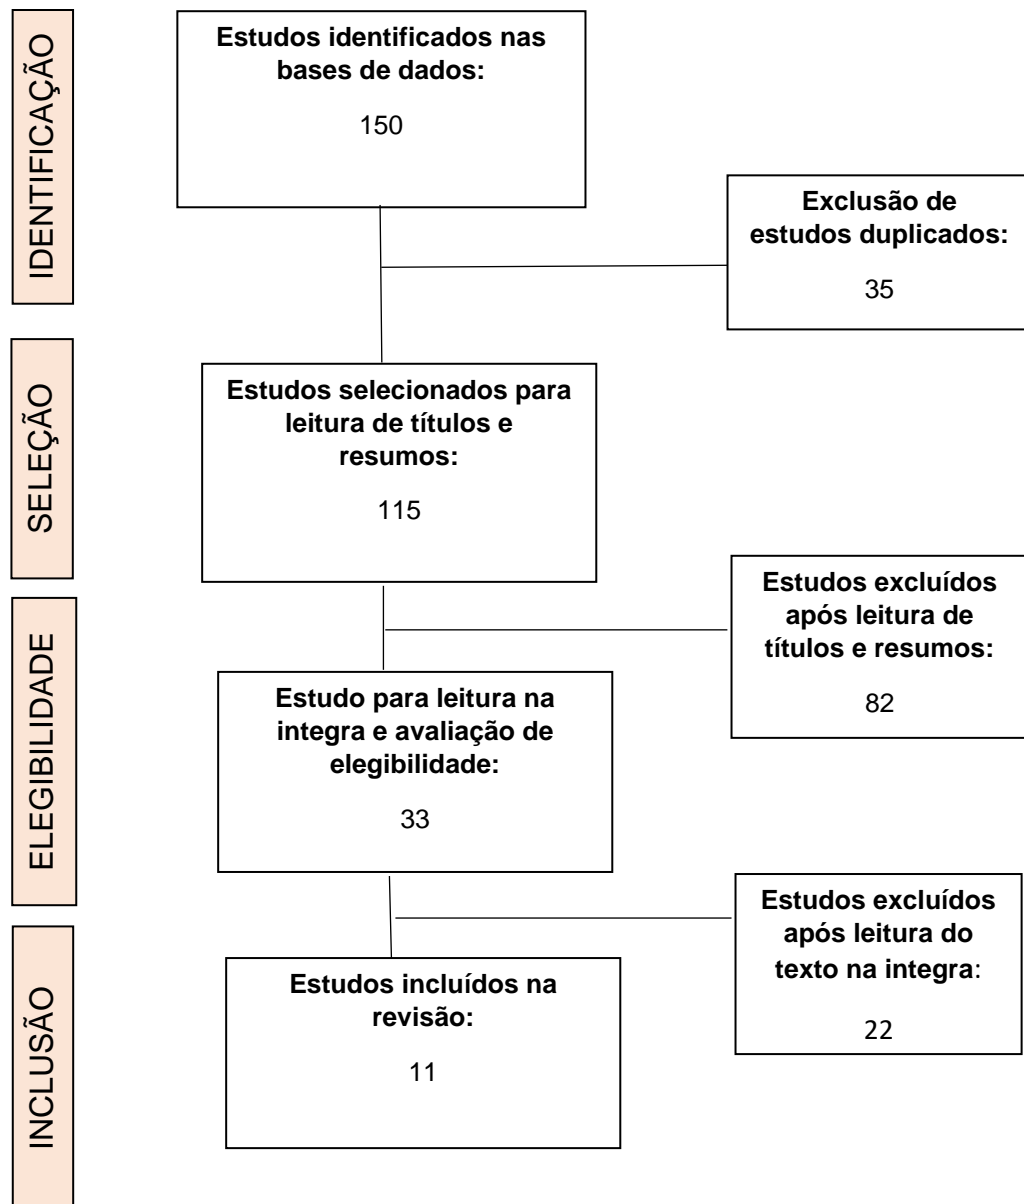 IDENTIFICAÇÃO
Estudos identificados nas
bases de dados:
150
Exclusão de
estudos duplicados:
35
SELEÇÃO
Estudos selecionados para
leitura de títulos e
resumos:
115
Estudos excluídos
após leitura de
títulos e resumos:
82
ELEGIBILIDADE
Estudo para leitura na
integra e avaliação de
elegibilidade:
33
Estudos excluídos
após leitura do
texto na integra:
22
INCLUSÃO
Estudos incluídos na
revisão:
11